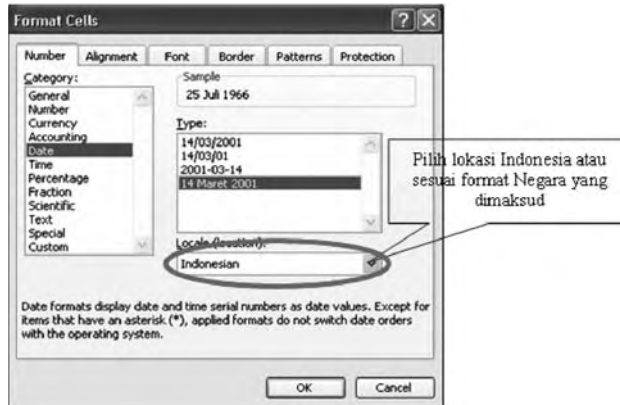 Format Cells
Number
Alignment
Font
Border
Patterns
Protection
Category:
General
Number
Currency
Accounting
Date
Time
Percentage
Fraction
Scientific
Text
Special
Custom
Sample
25 Juli 1966
Type:
14/03/2001
14/03/01
2001-03-14
14 Maret 2001
Locale (location):
Indonesian
Pilih lokasi Indonesia atau
sesuai format Negara yang
dimaksud
Date formats display date and time serial numbers as date values. Except for
items that have an asterisk (*), applied formats do not switch date orders
with the operating system.
OK
Cancel